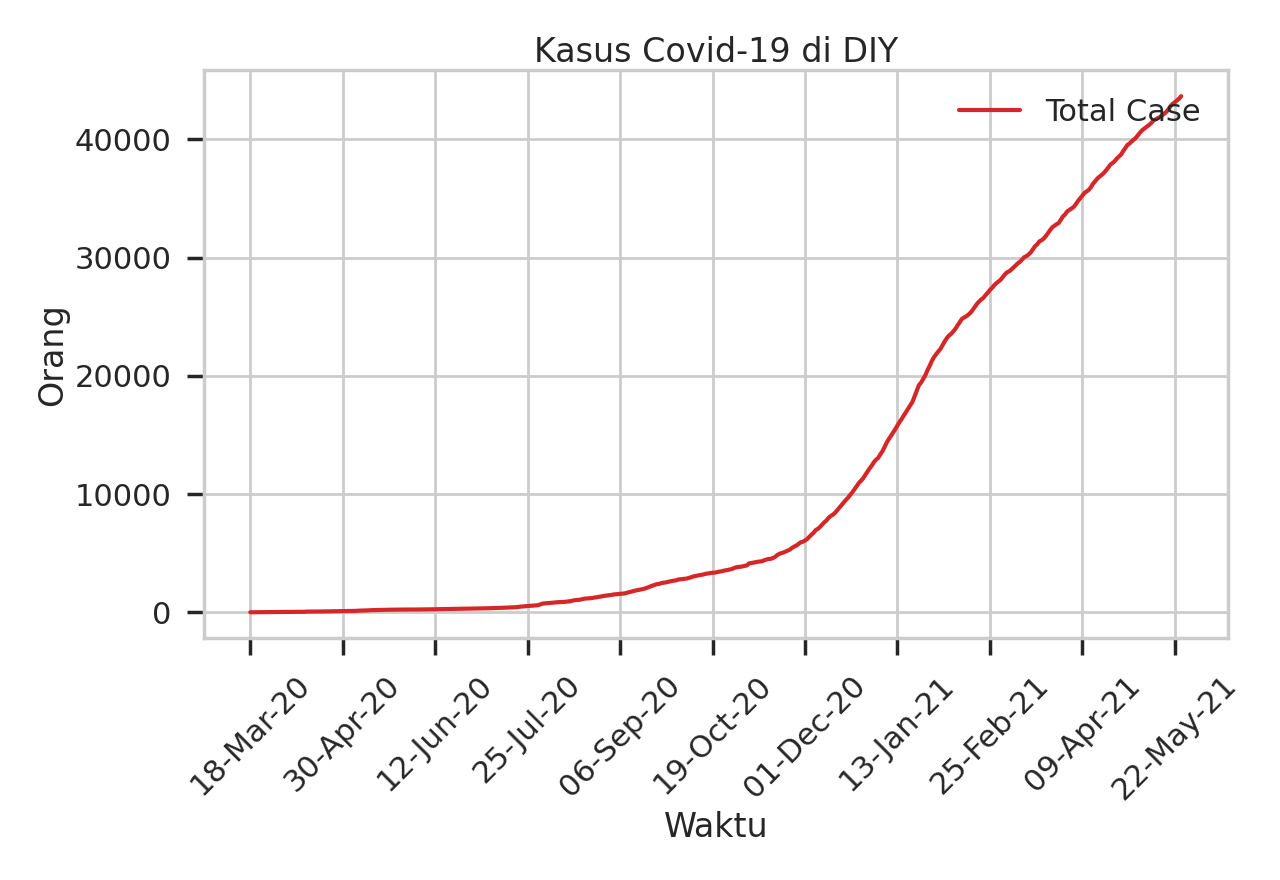 Kasus Covid-19 di DIY
Total Case
40000
30000
20000
10000
0
Orang
18-Mar-20
30-Apr-20
12-Jun-20
25-Jul-20
06-Sep-20
19-Oct-20
01-Dec-20
13-Jan-21
25-Feb-21
09-Apr-21
22-May-21
Waktu